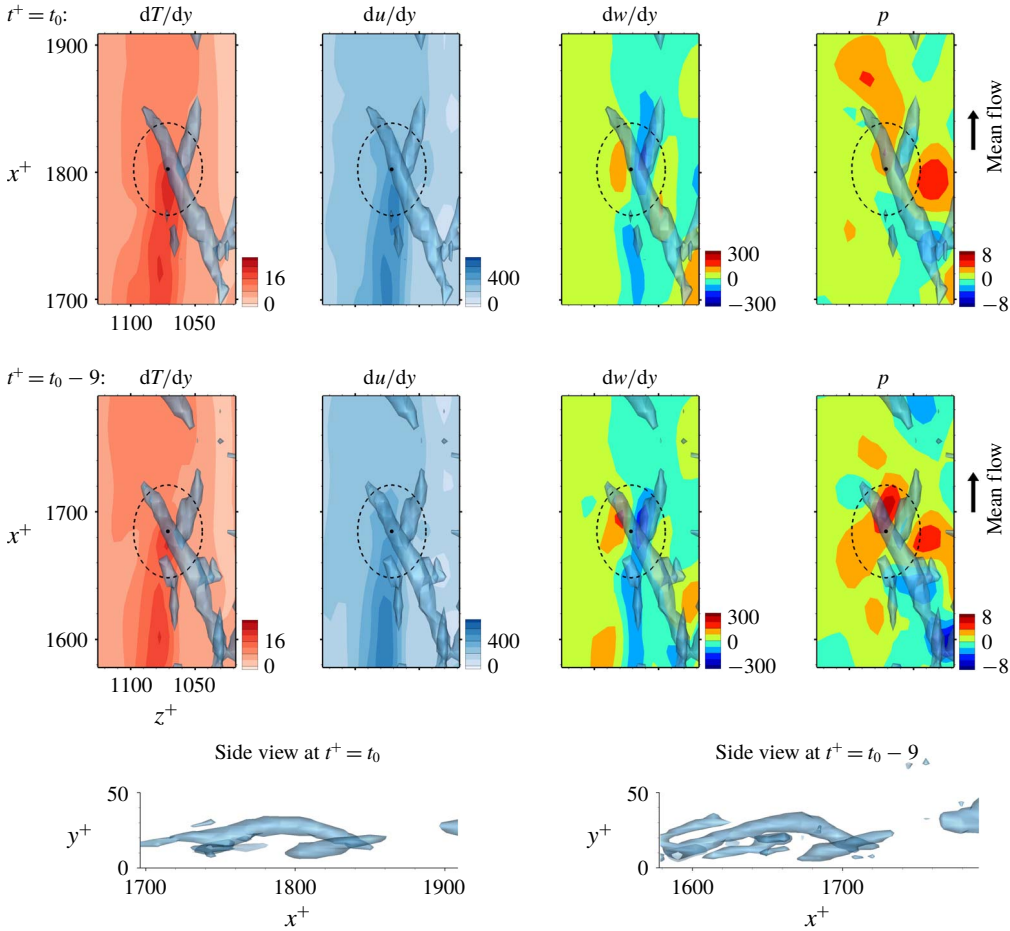 t⁺ = t₀: dT/dy du/dy dw/dy p
1900
1800
1700
x⁺
1100 1050
16
0
400
0
300
0
−300
8
0
−8
Mean flow
t⁺ = t₀ − 9: dT/dy du/dy dw/dy p
1700
1600
x⁺
1100 1050
z⁺
16
0
400
0
300
0
−300
8
0
−8
Mean flow
Side view at t⁺ = t₀
50
y⁺
0
1700 1800 1900
x⁺
Side view at t⁺ = t₀ − 9
50
y⁺
0
1600 1700
x⁺